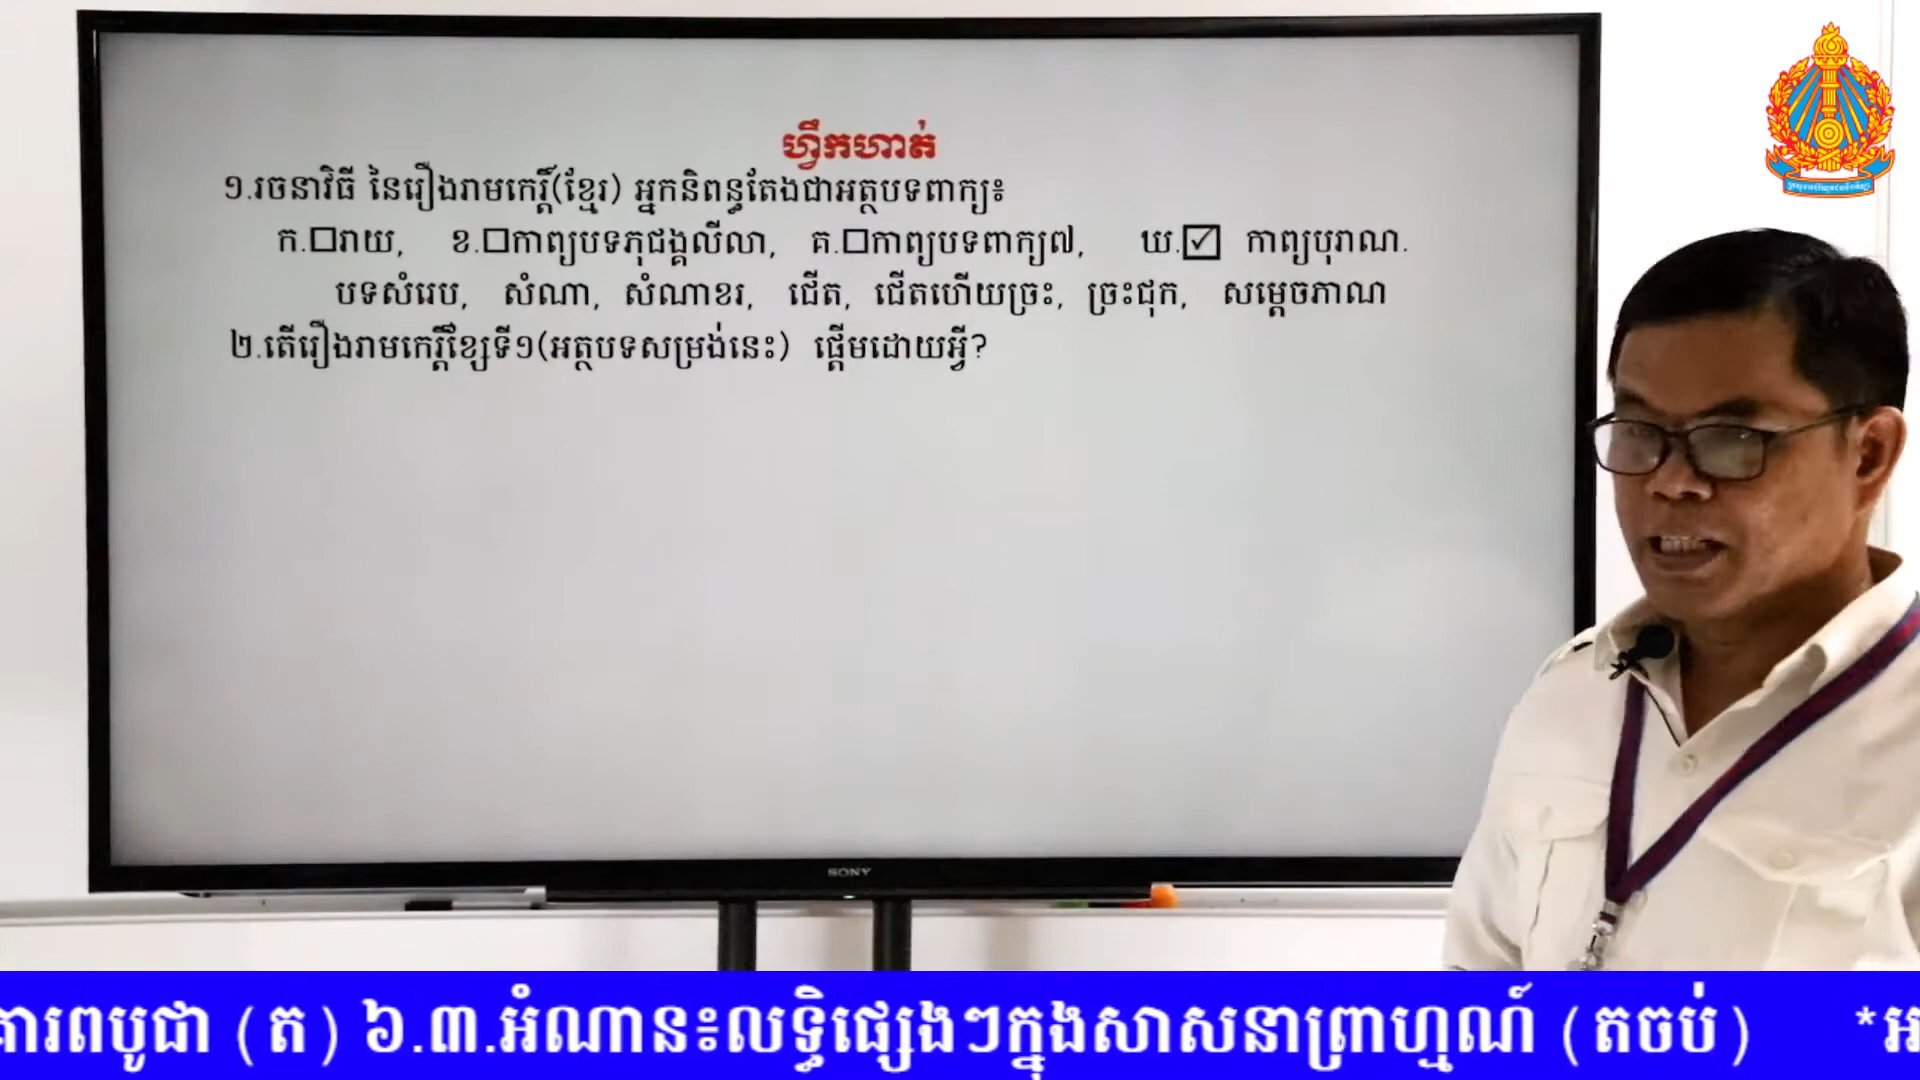 ហ្វឹកហាត់
១.រចនាវិធី នៃរឿងរាមកេរ្តិ៍(ខ្មែរ) អ្នកនិពន្ធតែងជាអត្ថបទពាក្យ៖
ក.☐រាយ, ខ.☐កាព្យបទភុជង្គលីលា, គ.☐កាព្យបទពាក្យ៧, ឃ.☑ កាព្យបុរាណ.
បទសំរេប, សំណា, សំណាខរ, ជើត, ជើតហើយច្រះ, ច្រះជុក, សម្តេចភាណ
២.តើរឿងរាមកេរ្តិ៍ខ្សែទី១(អត្ថបទសម្រង់នេះ) ផ្តើមដោយអ្វី?
SONY
គារពបូជា (ត) ៦.៣.អំណាន៖លទ្ធិផ្សេងៗក្នុងសាសនាព្រាហ្មណ៍ (តចប់) *អ